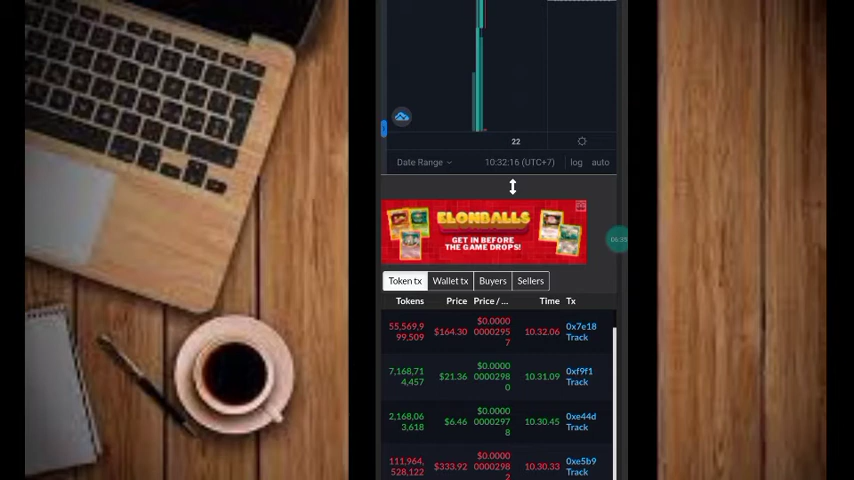 22
Date Range
10:32:16 (UTC+7)
log
auto
ELONBALLS
GET IN BEFORE
THE GAME DROPS!
Token tx
Wallet tx
Buyers
Sellers
Tokens Price Price /... Time Tx
55,569,9
99,509
$164.30
$0.0000
0000295
7
10.32.06
0x7e18
Track
7,168,71
4,457
$21.36
$0.0000
0000298
0
10.31.09
0xf9f1
Track
2,168,06
3,618
$6.46
$0.0000
0000297
8
10.30.45
0xe44d
Track
111,964,
528,122
$333.92
$0.0000
0000298
2
10.30.33
0xe5b9
Track